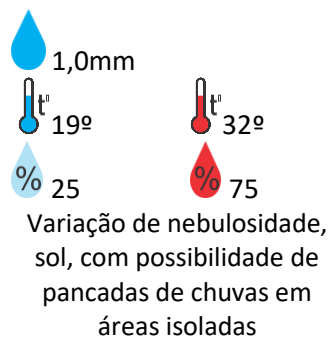 1,0mm
t° 19º t° 32º
% 25 % 75
Variação de nebulosidade,
sol, com possibilidade de
pancadas de chuvas em
áreas isoladas